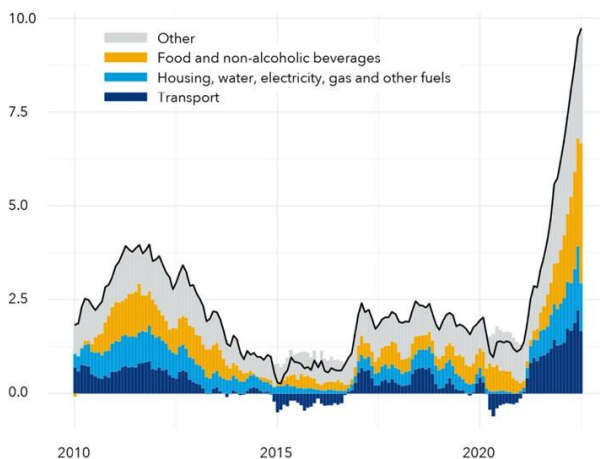 10.0
Other
Food and non-alcoholic beverages
Housing, water, electricity, gas and other fuels
Transport
7.5
5.0
2.5
0.0
2010
2015
2020